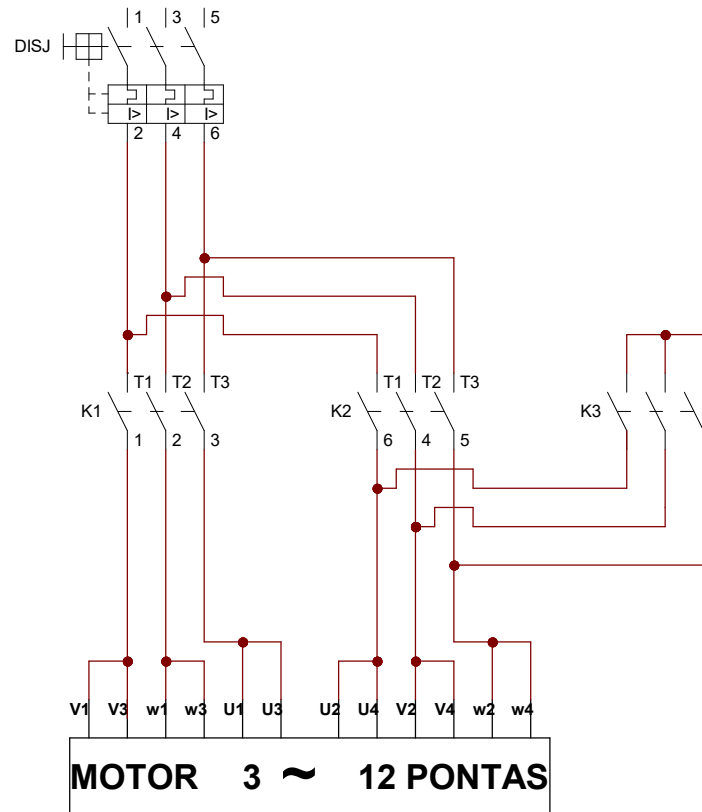 1 3 5
DISJ
I> I> I>
2 4 6
T1 T2 T3 T1 T2 T3
K1 K2 K3
1 2 3 6 4 5
V1 V3 w1 w3 U1 U3 U2 U4 V2 V4 w2 w4
MOTOR 3 ~ 12 PONTAS